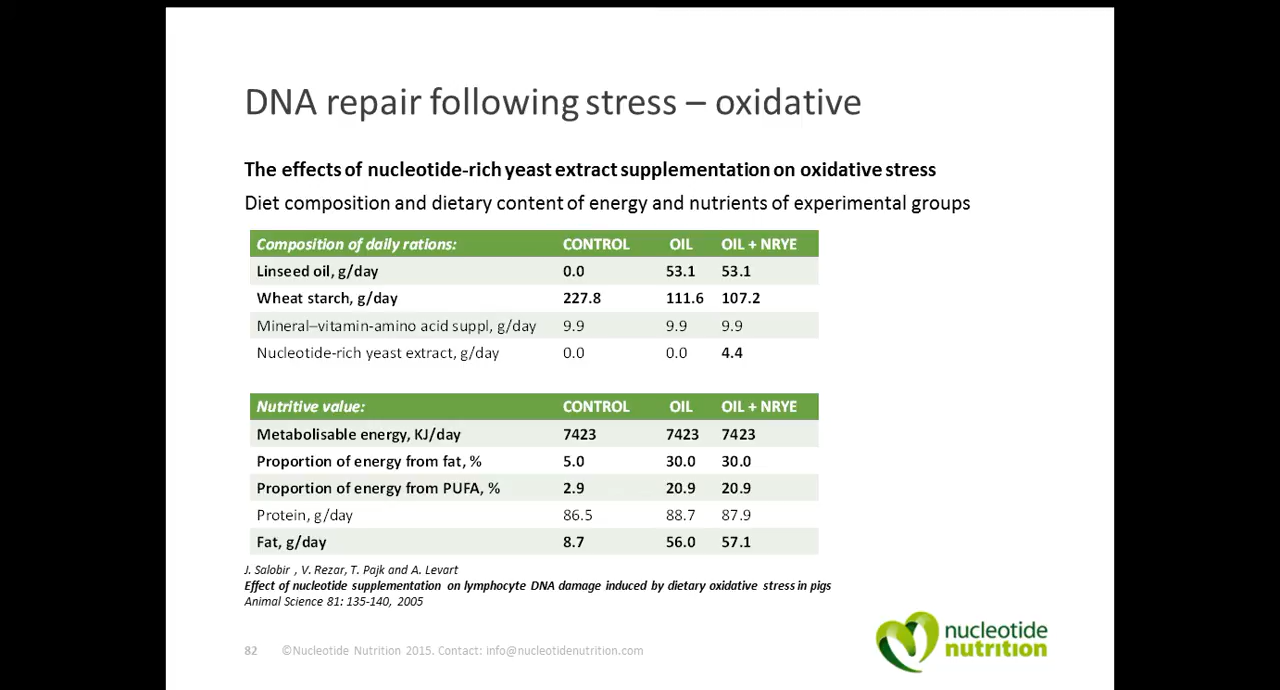 DNA repair following stress – oxidative
The effects of nucleotide-rich yeast extract supplementation on oxidative stress
Diet composition and dietary content of energy and nutrients of experimental groups
Composition of daily rations: CONTROL OIL OIL + NRYE
Linseed oil, g/day 0.0 53.1 53.1
Wheat starch, g/day 227.8 111.6 107.2
Mineral–vitamin-amino acid suppl, g/day 9.9 9.9 9.9
Nucleotide-rich yeast extract, g/day 0.0 0.0 4.4
Nutritive value: CONTROL OIL OIL + NRYE
Metabolisable energy, KJ/day 7423 7423 7423
Proportion of energy from fat, % 5.0 30.0 30.0
Proportion of energy from PUFA, % 2.9 20.9 20.9
Protein, g/day 86.5 88.7 87.9
Fat, g/day 8.7 56.0 57.1
J. Salobir , V. Rezar, T. Pajk and A. Levart
Effect of nucleotide supplementation on lymphocyte DNA damage induced by dietary oxidative stress in pigs
Animal Science 81: 135-140, 2005
82 ©Nucleotide Nutrition 2015. Contact: info@nucleotidenutrition.com
nucleotide
nutrition